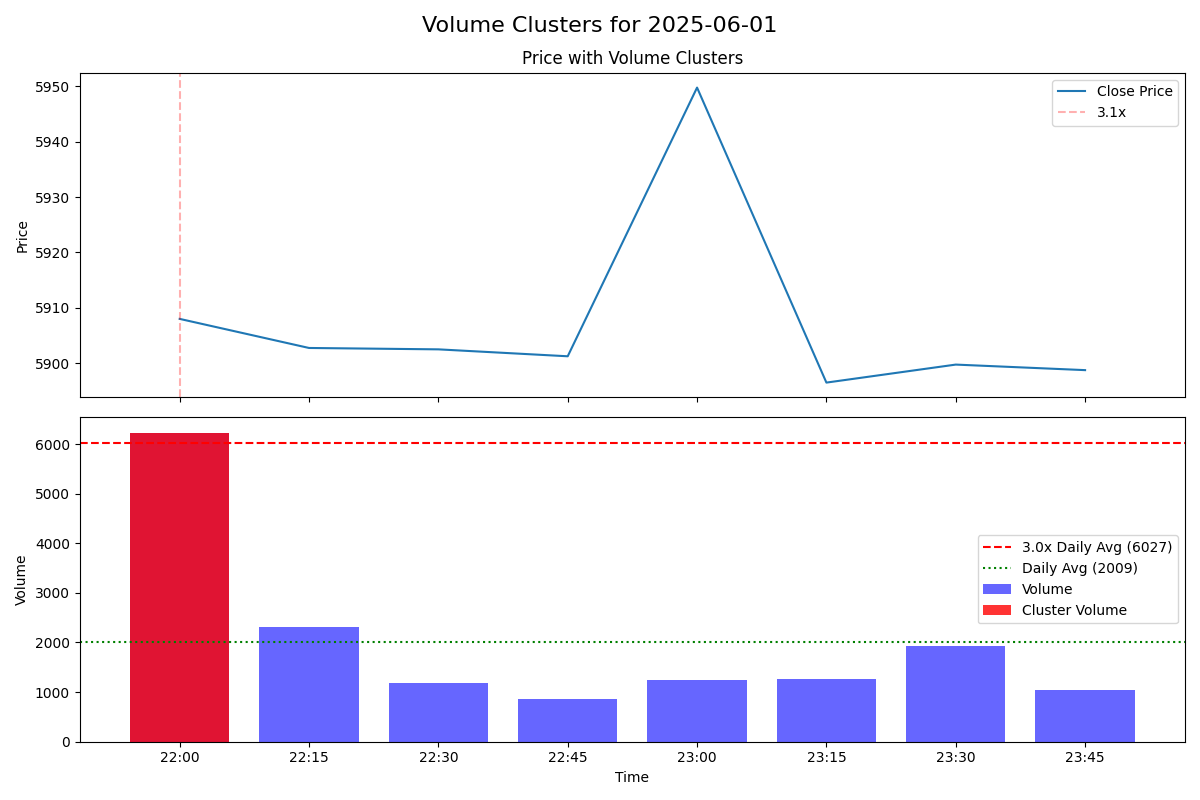 Volume Clusters for 2025-06-01
Price with Volume Clusters
Price
5950
5940
5930
5920
5910
5900
Close Price
3.1x
Volume
6000
5000
4000
3000
2000
1000
0
3.0x Daily Avg (6027)
Daily Avg (2009)
Volume
Cluster Volume
22:00 22:15 22:30 22:45 23:00 23:15 23:30 23:45
Time